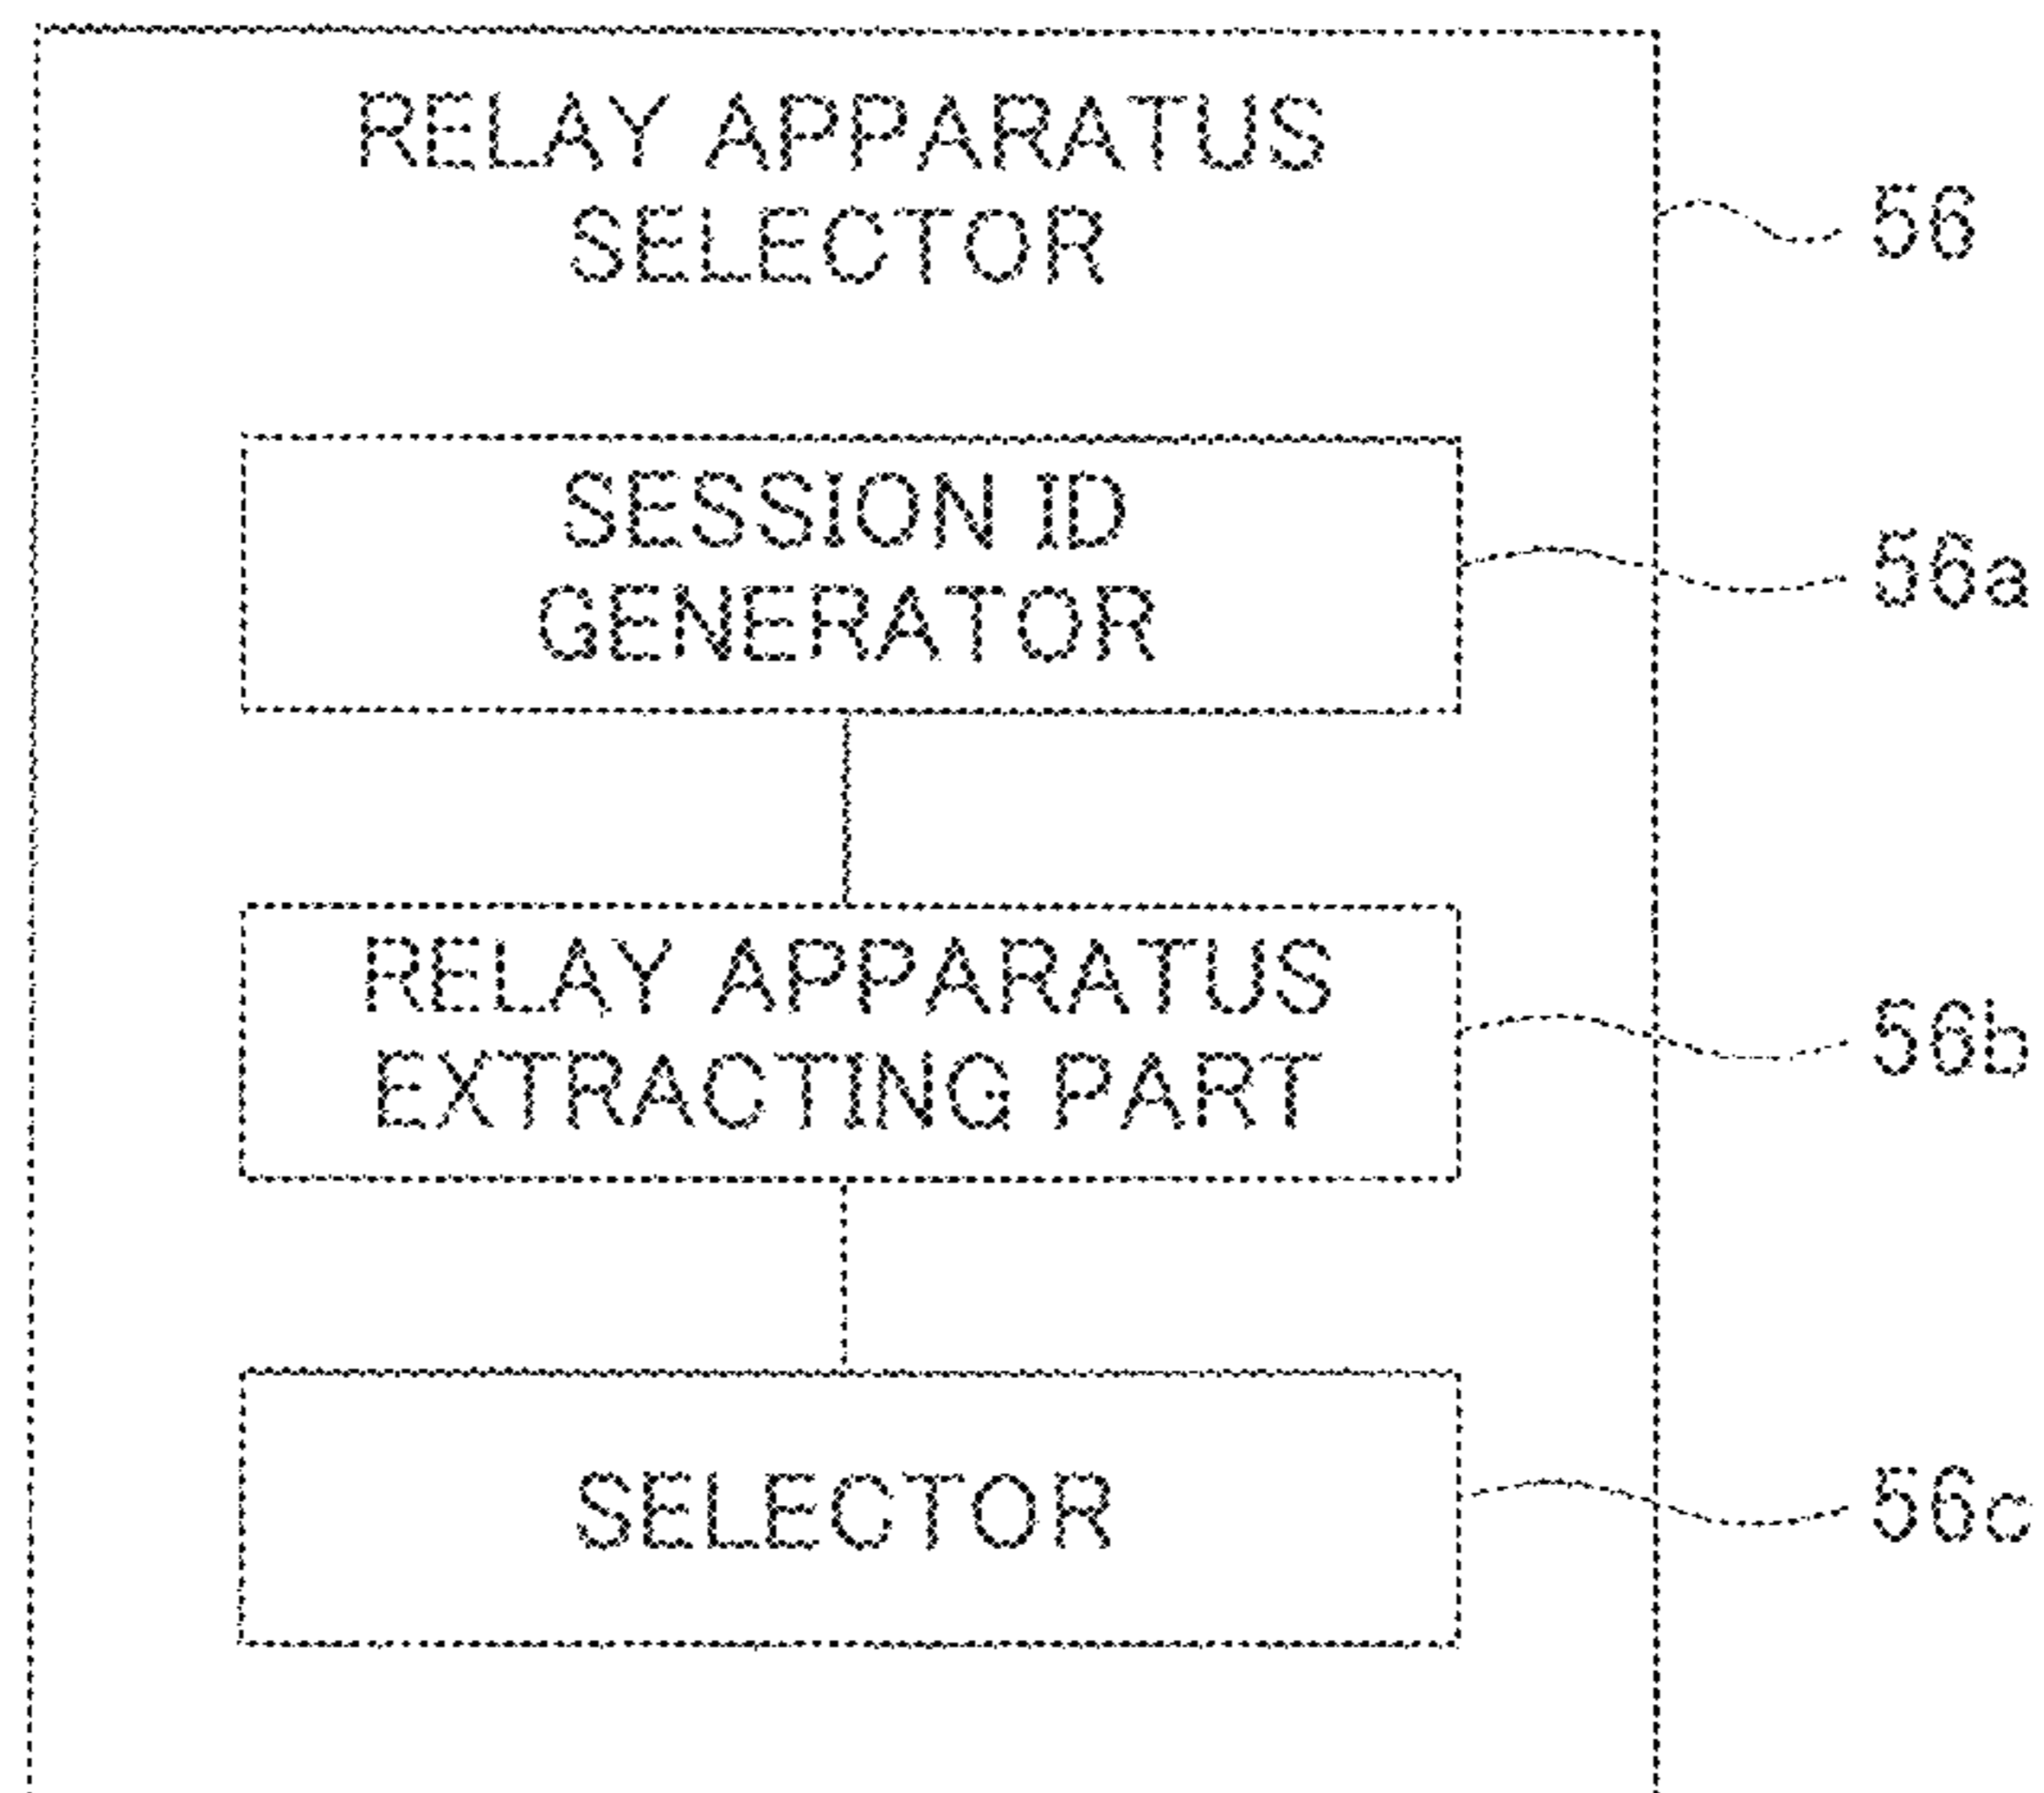 RELAY APPARATUS
SELECTOR
56
SESSION ID
GENERATOR
56a
RELAY APPARATUS
EXTRACTING PART
56b
SELECTOR
56c